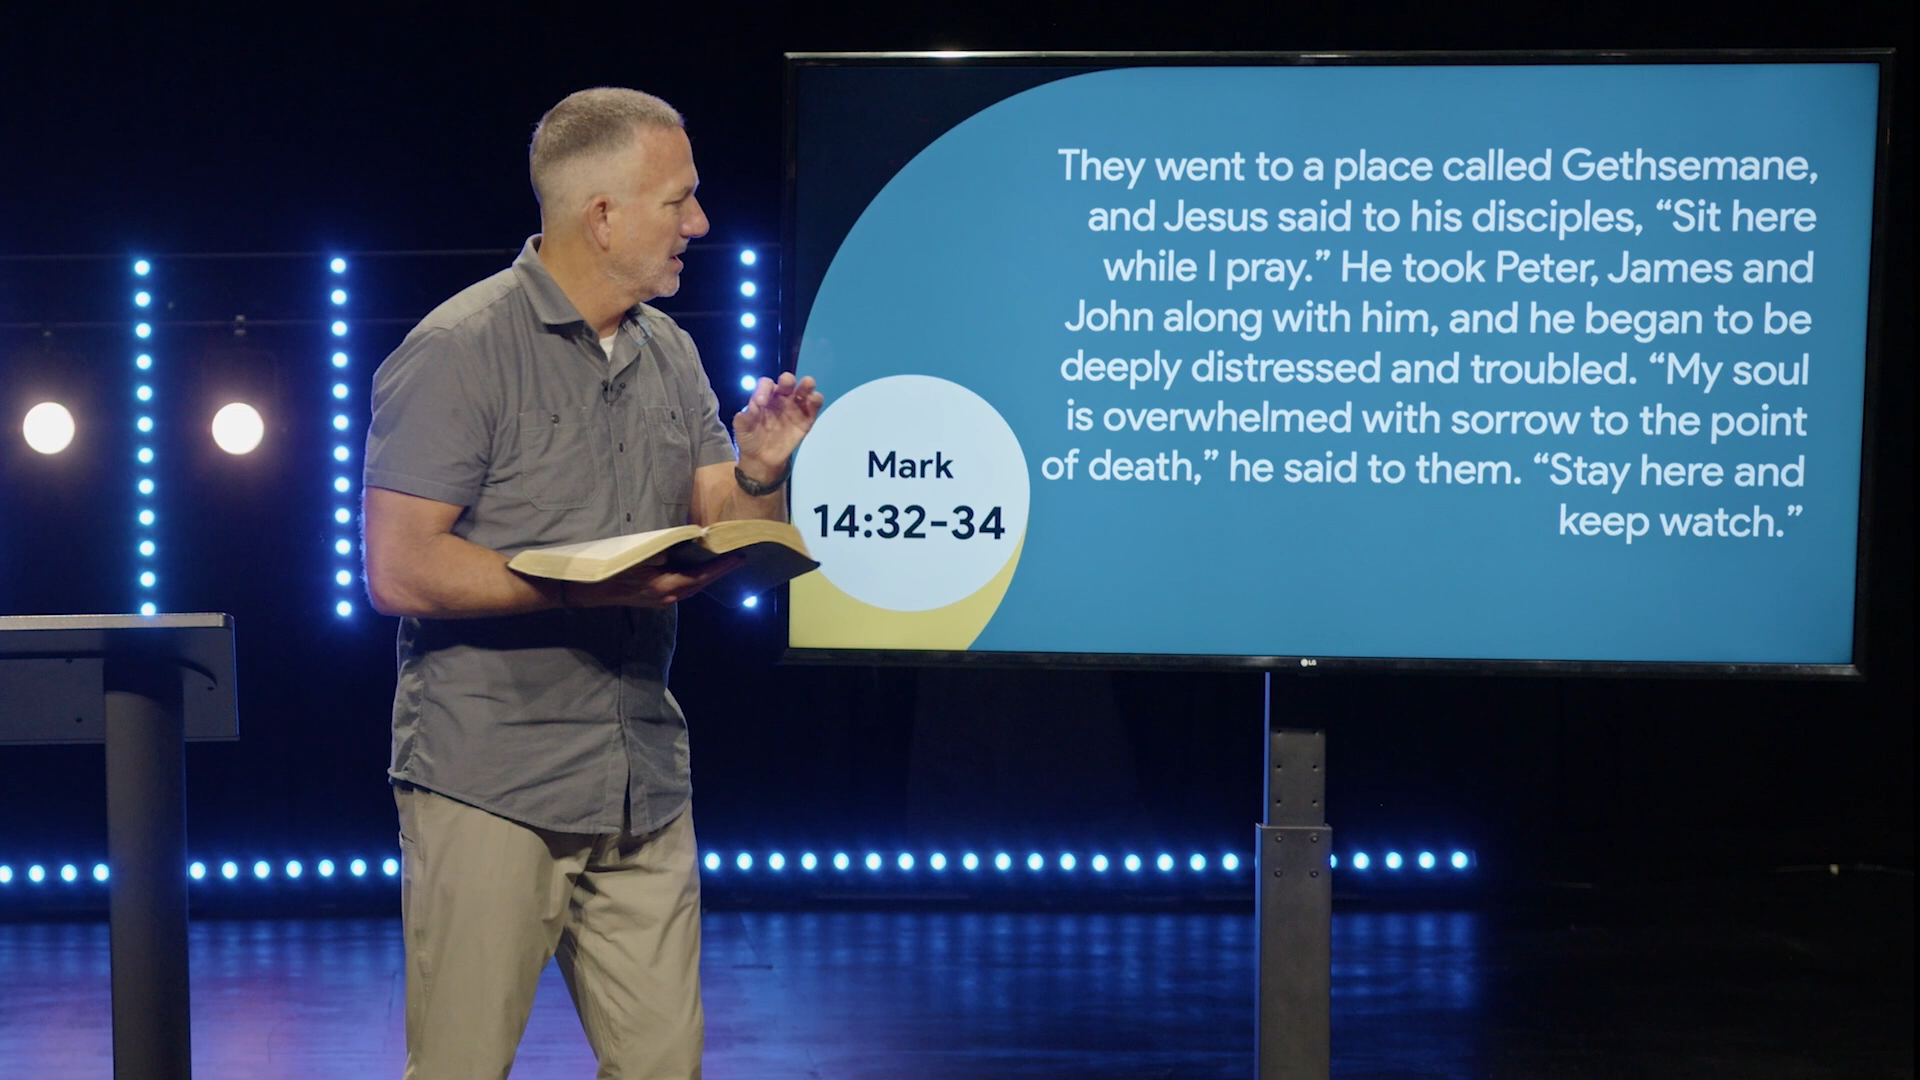 They went to a place called Gethsemane,
and Jesus said to his disciples, “Sit here
while I pray.” He took Peter, James and
John along with him, and he began to be
deeply distressed and troubled. “My soul
is overwhelmed with sorrow to the point
of death,” he said to them. “Stay here and
keep watch.”
Mark
14:32-34
LG